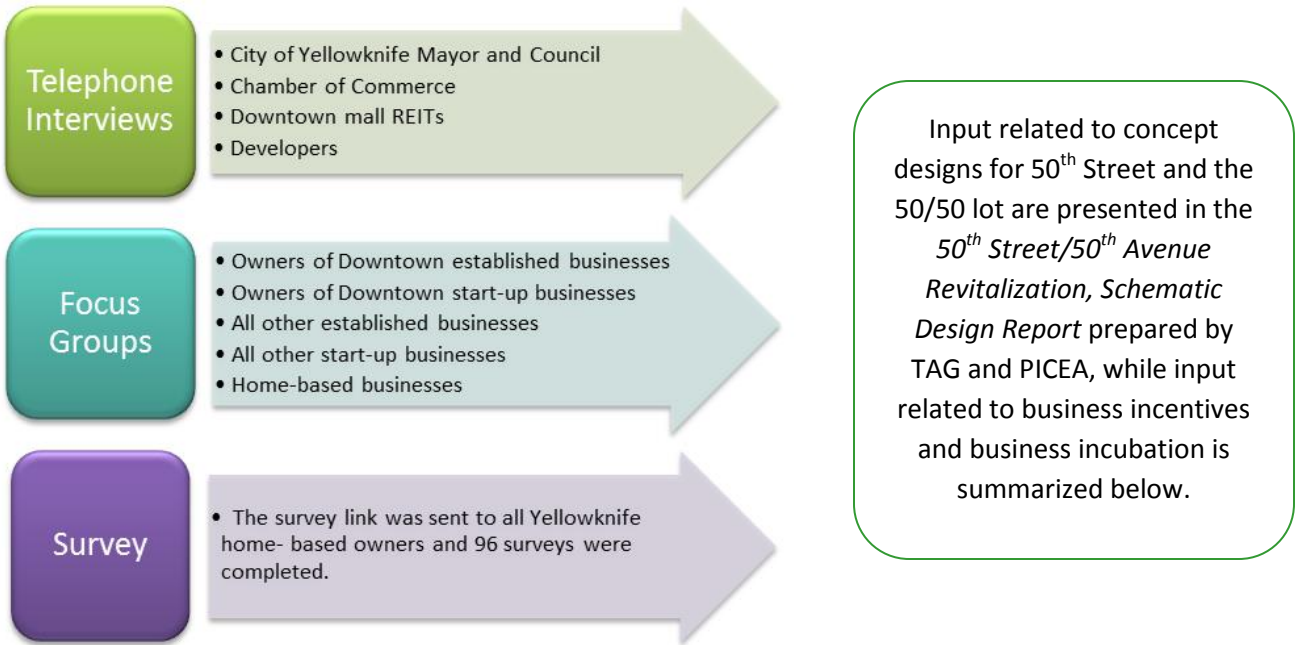 Telephone
Interviews
• City of Yellowknife Mayor and Council
• Chamber of Commerce
• Downtown mall REITs
• Developers
Focus
Groups
• Owners of Downtown established businesses
• Owners of Downtown start-up businesses
• All other established businesses
• All other start-up businesses
• Home-based businesses
Survey
• The survey link was sent to all Yellowknife
home- based owners and 96 surveys were
completed.
Input related to concept
designs for 50th Street and the
50/50 lot are presented in the
50th Street/50th Avenue
Revitalization, Schematic
Design Report prepared by
TAG and PICEA, while input
related to business incentives
and business incubation is
summarized below.